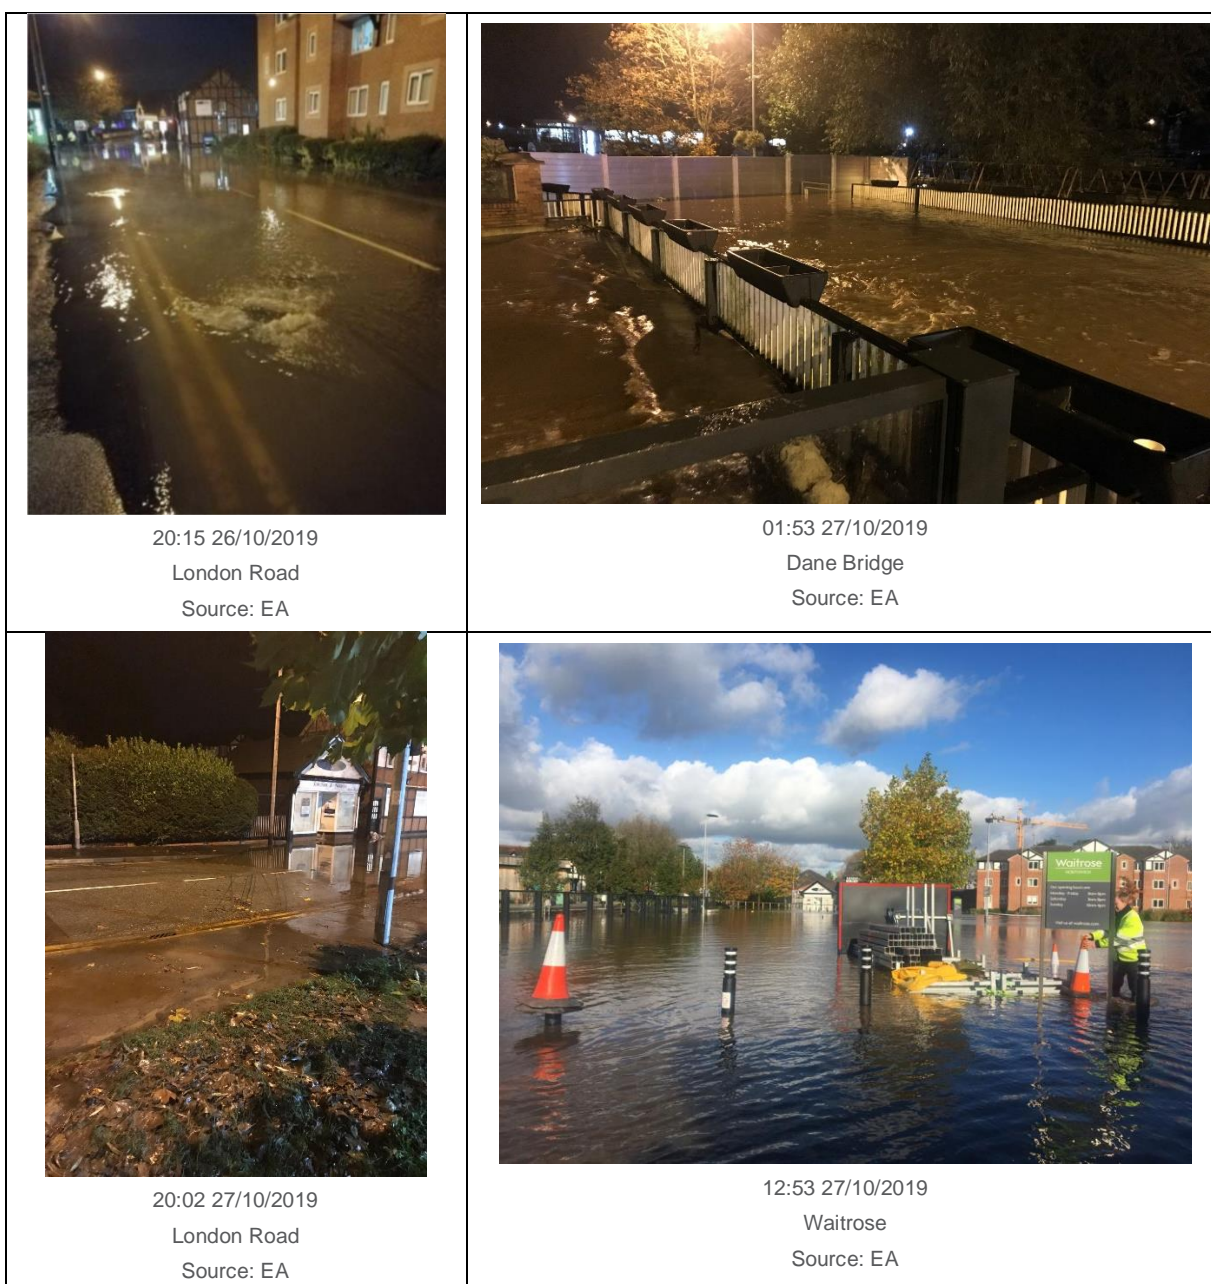 20:15 26/10/2019
London Road
Source: EA
01:53 27/10/2019
Dane Bridge
Source: EA
20:02 27/10/2019
London Road
Source: EA
Waitrose
12:53 27/10/2019
Waitrose
Source: EA